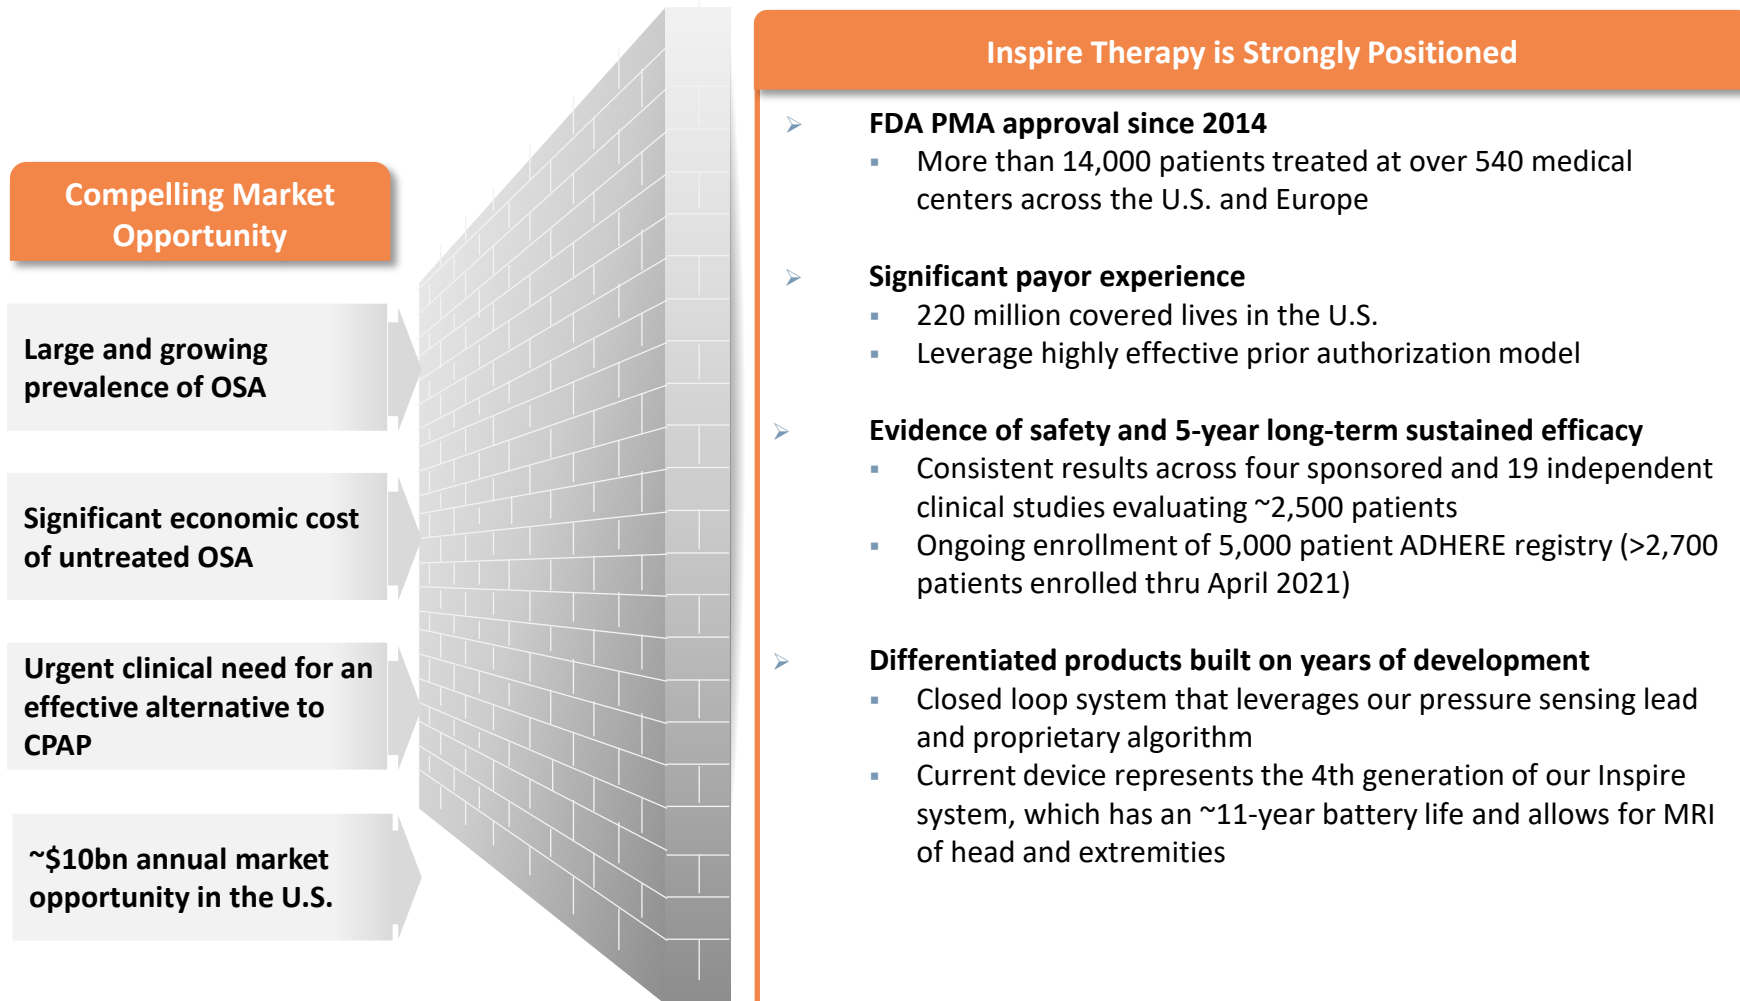 Compelling Market
Opportunity
Large and growing
prevalence of OSA
Significant economic cost
of untreated OSA
Urgent clinical need for an
effective alternative to
CPAP
~$10bn annual market
opportunity in the U.S.
Inspire Therapy is Strongly Positioned
FDA PMA approval since 2014
More than 14,000 patients treated at over 540 medical
centers across the U.S. and Europe
Significant payor experience
220 million covered lives in the U.S.
Leverage highly effective prior authorization model
Evidence of safety and 5-year long-term sustained efficacy
Consistent results across four sponsored and 19 independent
clinical studies evaluating ~2,500 patients
Ongoing enrollment of 5,000 patient ADHERE registry (>2,700
patients enrolled thru April 2021)
Differentiated products built on years of development
Closed loop system that leverages our pressure sensing lead
and proprietary algorithm
Current device represents the 4th generation of our Inspire
system, which has an ~11-year battery life and allows for MRI
of head and extremities